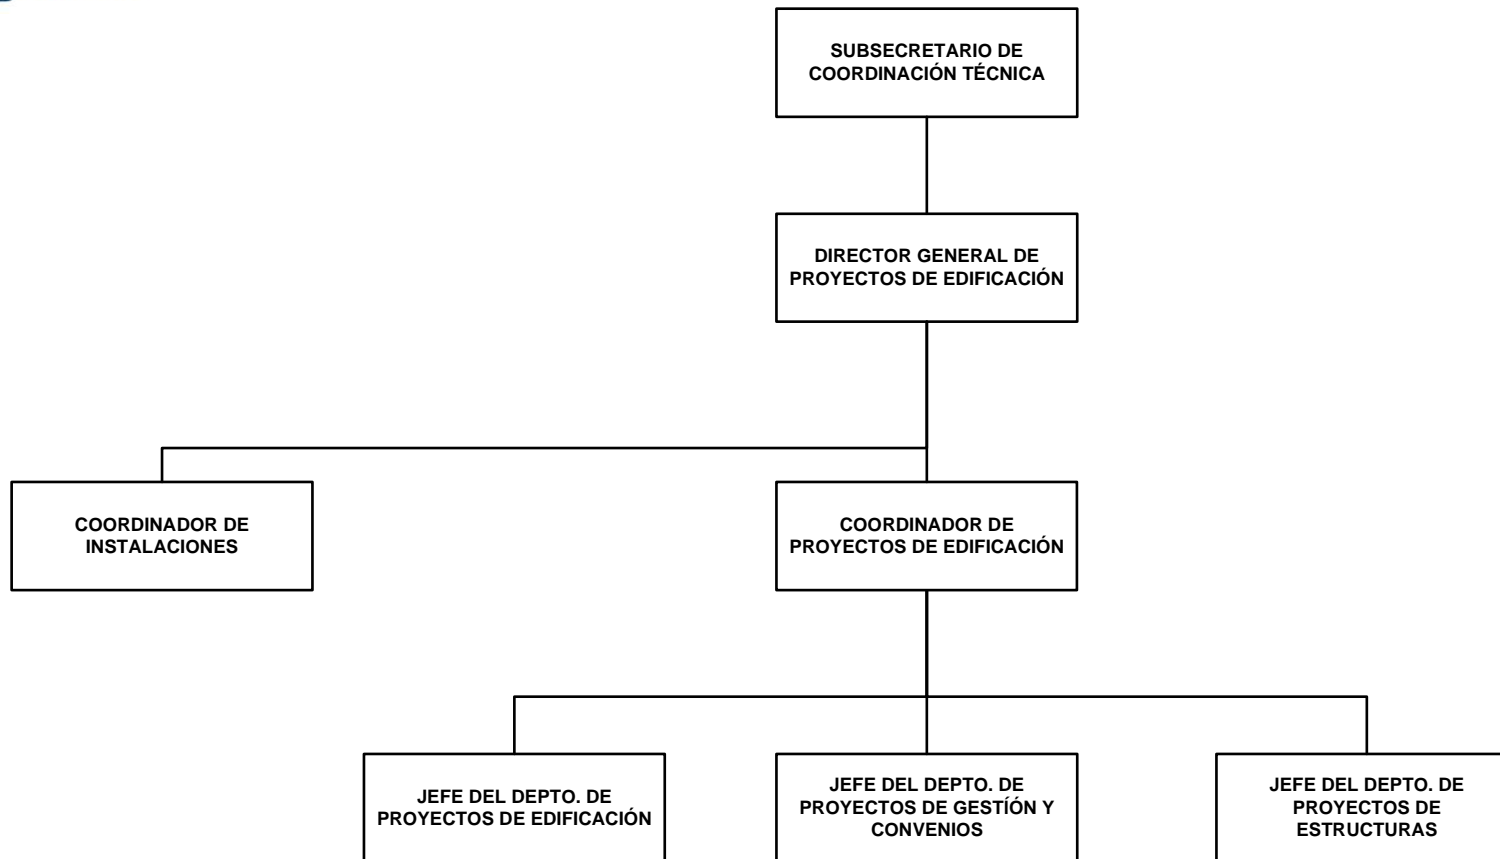 SUBSECRETARIO DE
COORDINACIÓN TÉCNICA
DIRECTOR GENERAL DE
PROYECTOS DE EDIFICACIÓN
COORDINADOR DE
INSTALACIONES
COORDINADOR DE
PROYECTOS DE EDIFICACIÓN
JEFE DEL DEPTO. DE
PROYECTOS DE EDIFICACIÓN
JEFE DEL DEPTO. DE
PROYECTOS DE GESTÍÓN Y
CONVENIOS
JEFE DEL DEPTO. DE
PROYECTOS DE
ESTRUCTURAS